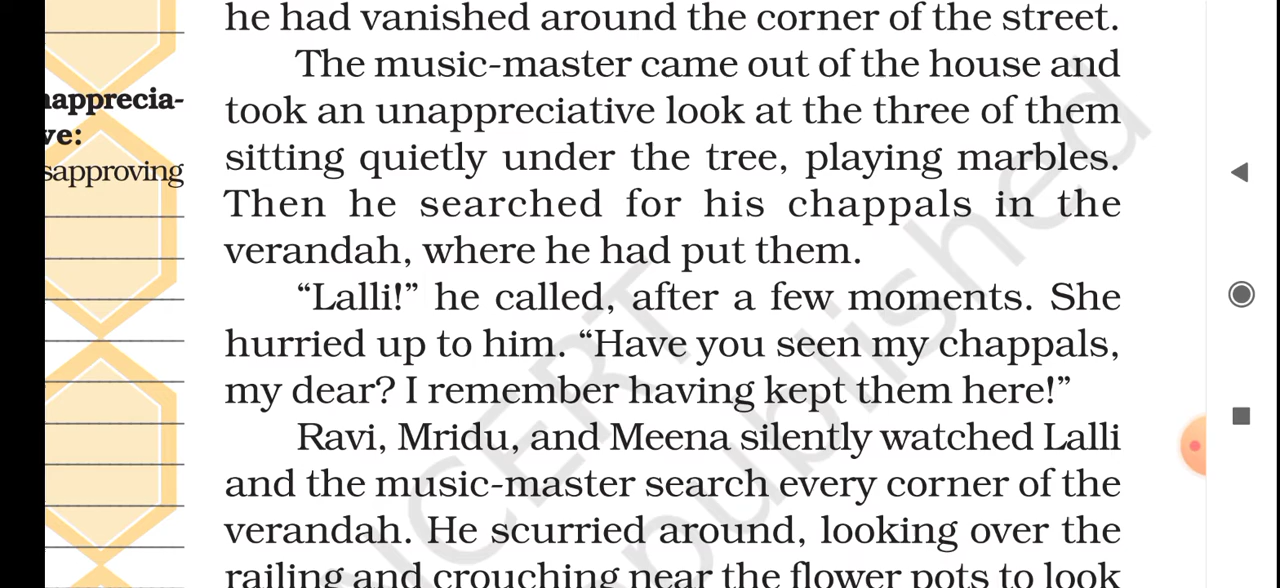 he had vanished around the corner of the street.
The music-master came out of the house and
took an unappreciative look at the three of them
sitting quietly under the tree, playing marbles.
Then he searched for his chappals in the
verandah, where he had put them.
“Lalli!” he called, after a few moments. She
hurried up to him. “Have you seen my chappals,
my dear? I remember having kept them here!”
Ravi, Mridu, and Meena silently watched Lalli
and the music-master search every corner of the
verandah. He scurried around, looking over the
railing and crouching near the flower pots to look
napprecia-
ve:
sapproving
NCERT
published